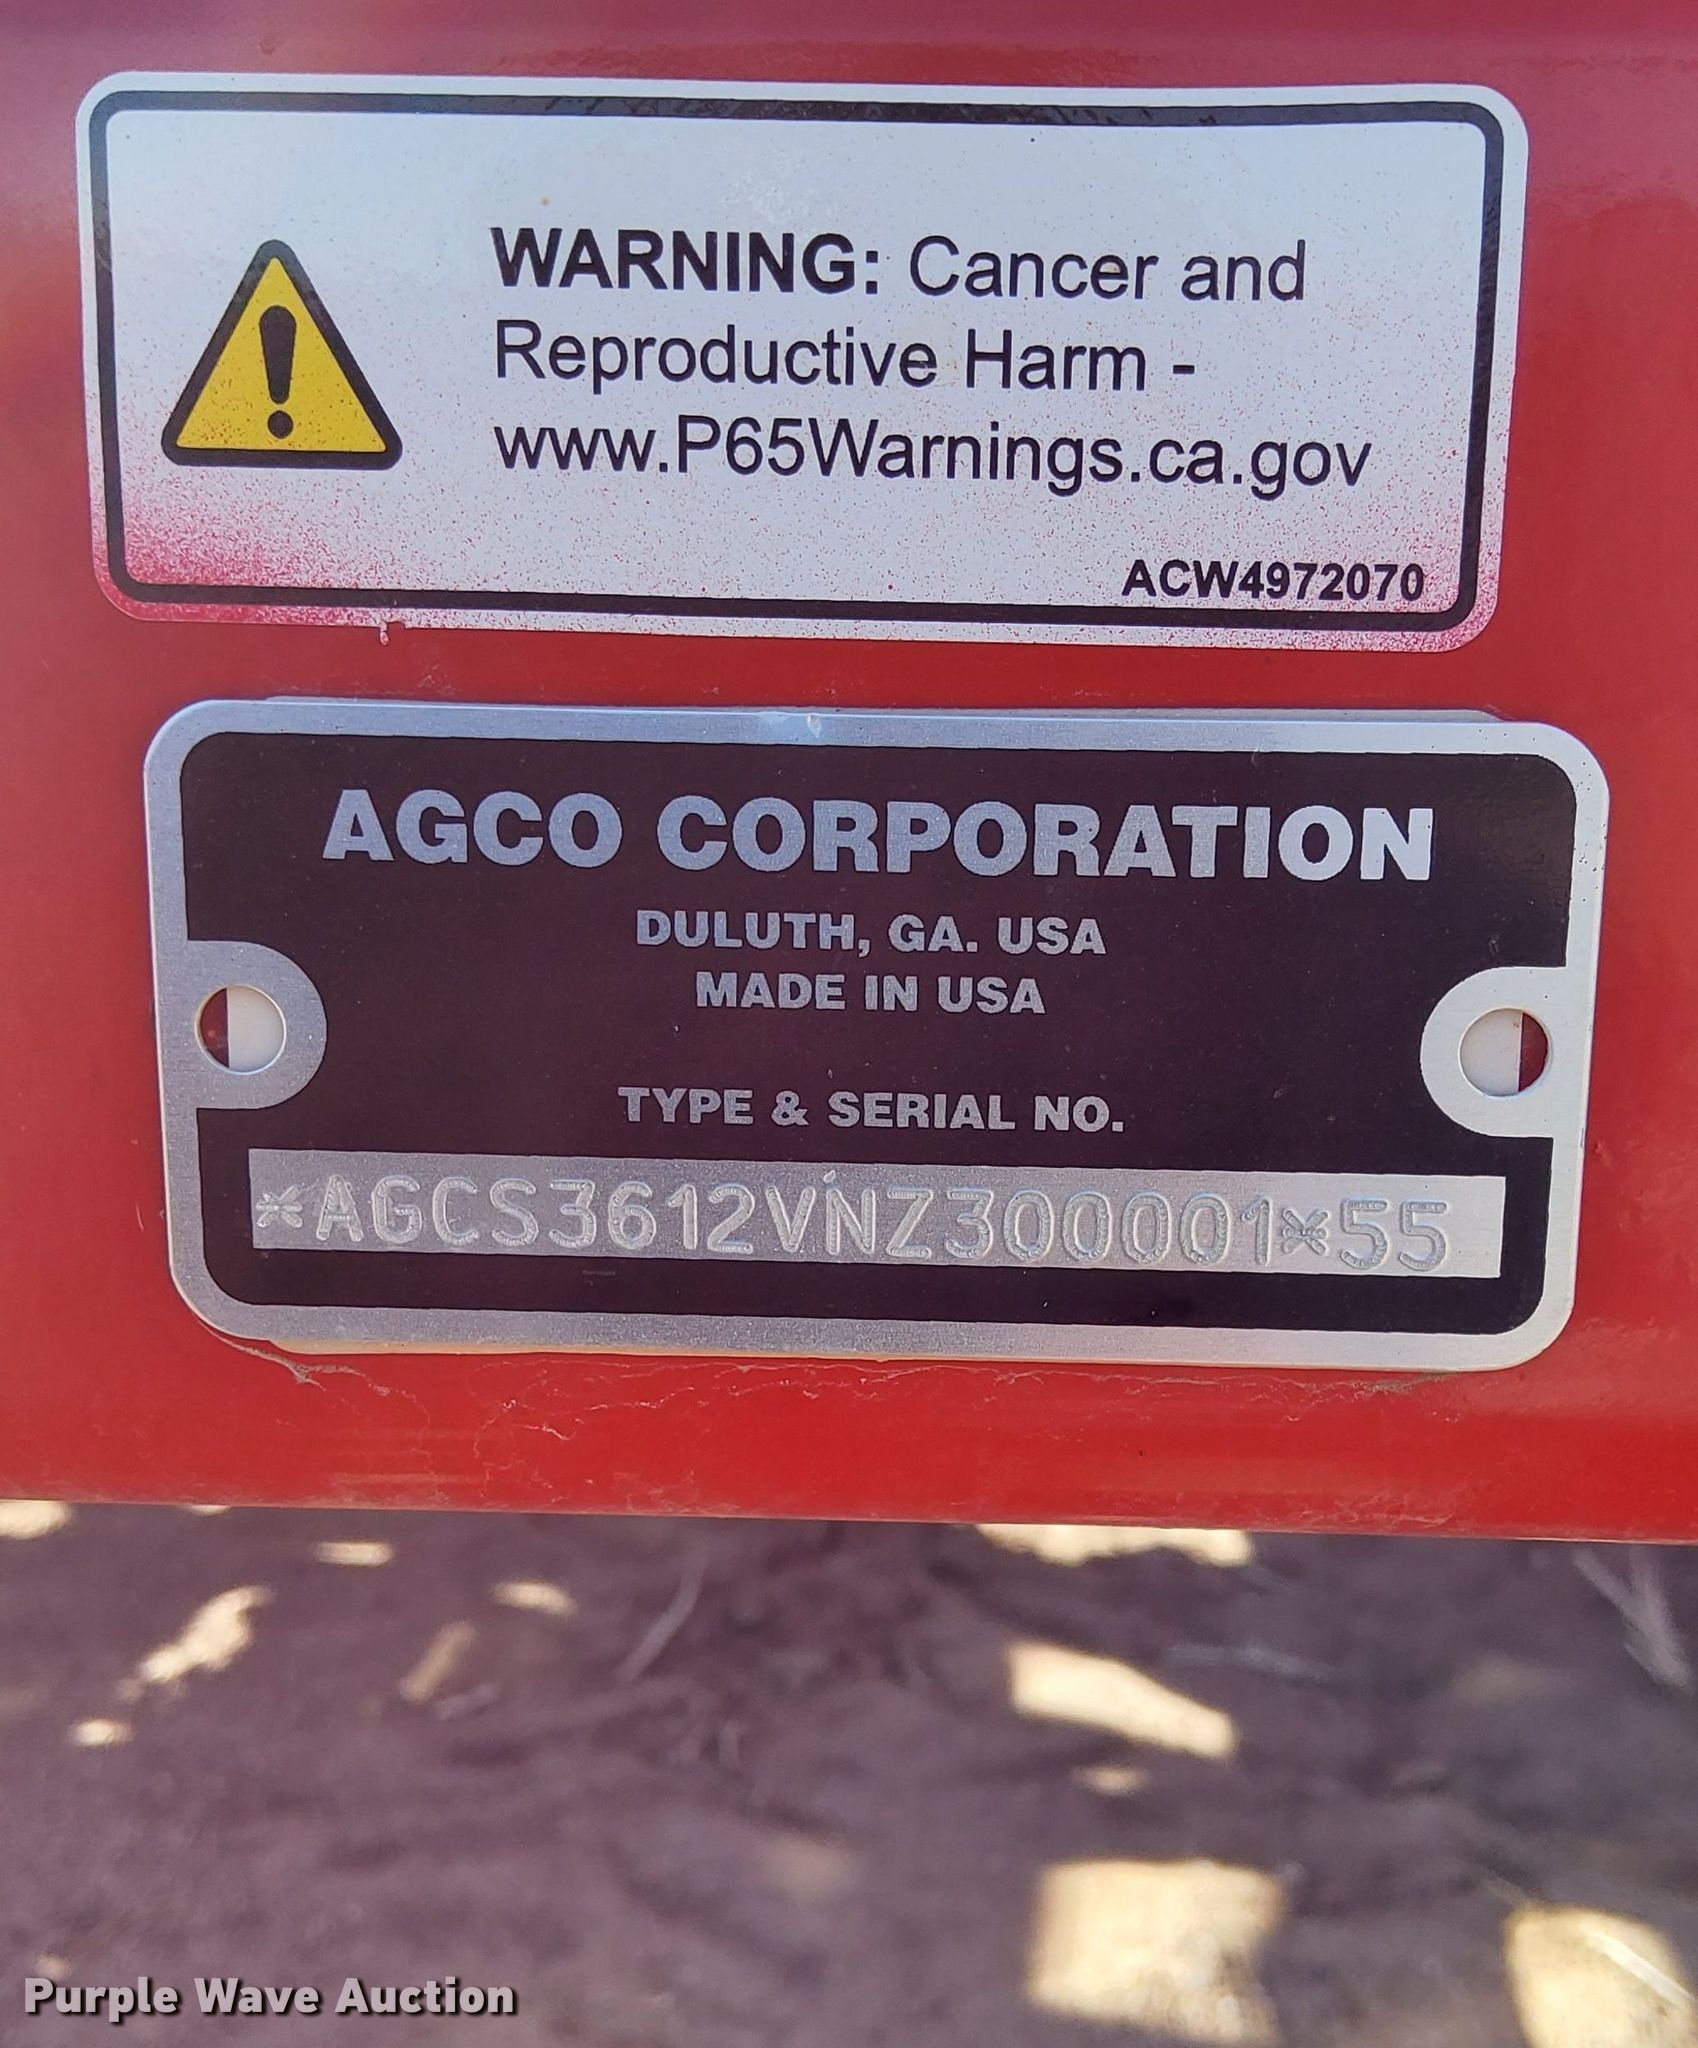 WARNING: Cancer and
Reproductive Harm -
www.P65Warnings.ca.gov
ACW4972070
AGCO CORPORATION
DULUTH, GA. USA
MADE IN USA
TYPE & SERIAL NO.
*AGCS3612VNZ300001*55
Purple Wave Auction